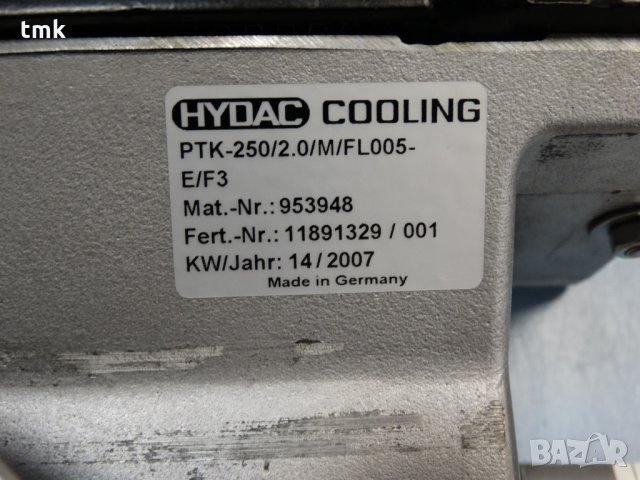 tmk
HYDAC COOLING
PTK-250/2.0/M/FL005-
E/F3
Mat.-Nr.: 953948
Fert.-Nr.: 11891329 / 001
KW/Jahr: 14 / 2007
Made in Germany
BAZAR